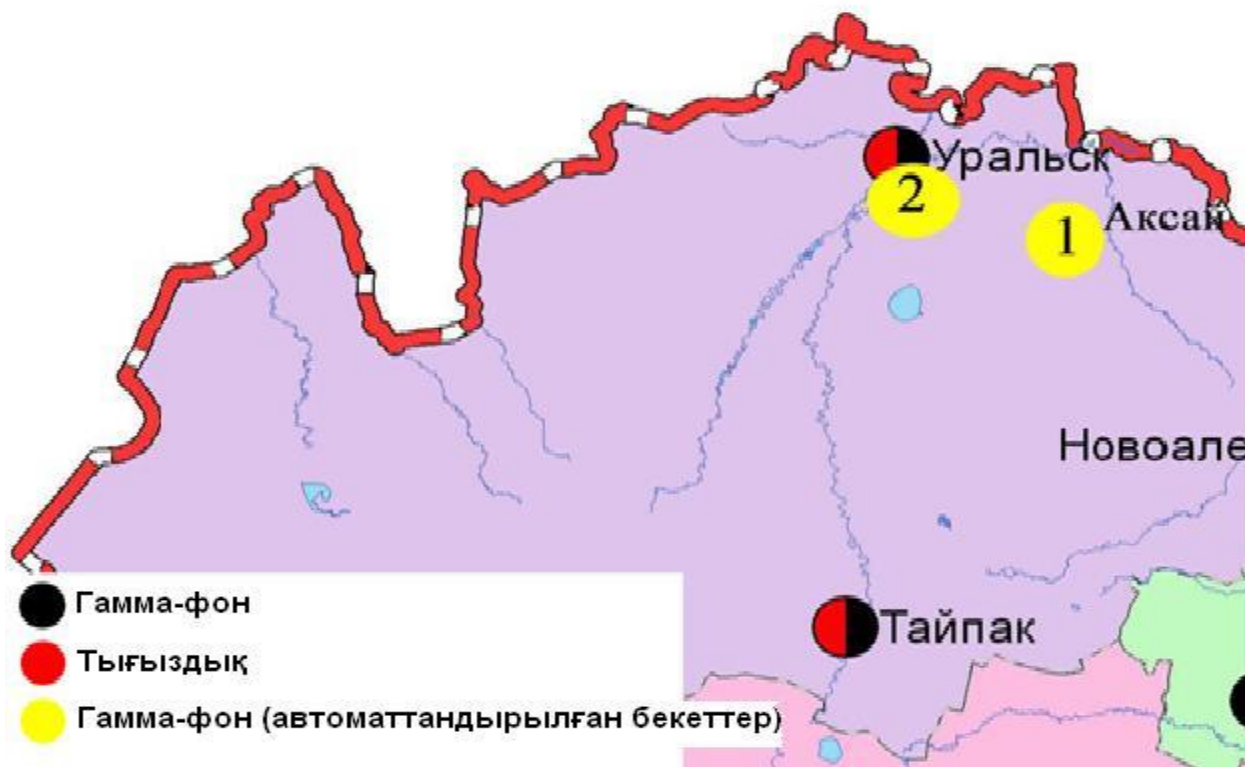 Уральск
2
Аксай
1
Новоале
Тайпак
Гамма-фон
Тығыздық
Гамма-фон (автоматтандырылған бекеттер)